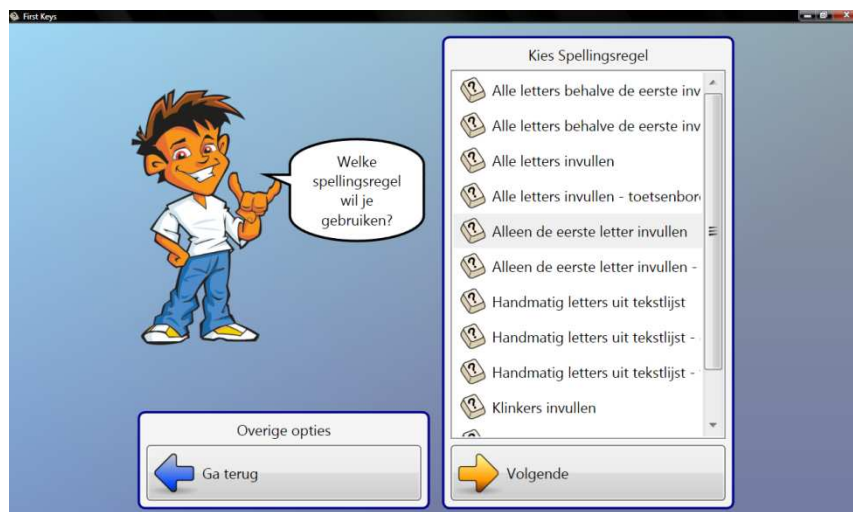 First Keys
Kies Spellingsregel
Alle letters behalve de eerste inv
Alle letters behalve de eerste inv
Alle letters invullen
Alle letters invullen - toetsenbor
Alleen de eerste letter invullen
Alleen de eerste letter invullen -
Handmatig letters uit tekstlijst
Handmatig letters uit tekstlijst -
Handmatig letters uit tekstlijst -
Klinkers invullen
Welke
spellingsregel
wil je
gebruiken?
Overige opties
Ga terug
Volgende